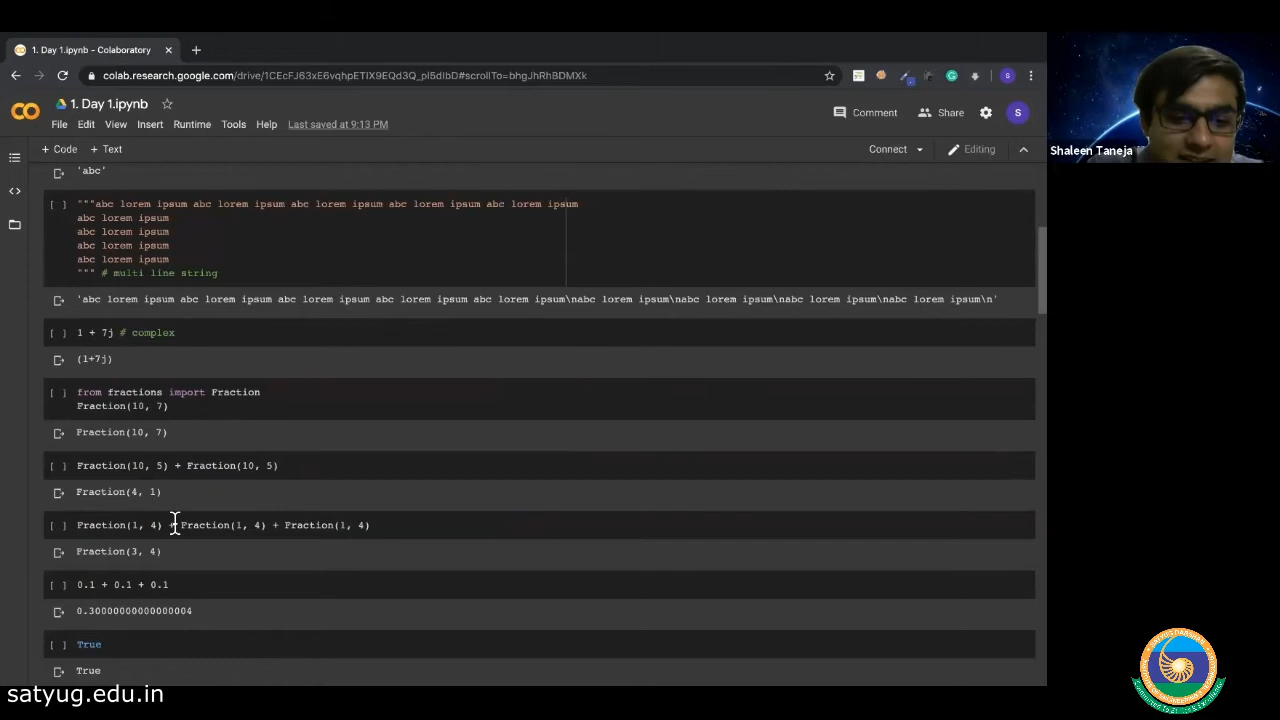 1. Day 1.ipynb - Colaboratory
colab.research.google.com/drive/1CEcFJ63xE6vqhpETIX9EQd3Q_pI5dIbD#scrollTo=bhgJhRhBDMXk
1. Day 1.ipynb
File Edit View Insert Runtime Tools Help Last saved at 9:13 PM
Comment Share S
+ Code + Text Connect Editing
'abc'
[ ] """abc lorem ipsum abc lorem ipsum abc lorem ipsum abc lorem ipsum abc lorem ipsum
abc lorem ipsum
abc lorem ipsum
abc lorem ipsum
abc lorem ipsum
""" # multi line string
'abc lorem ipsum abc lorem ipsum abc lorem ipsum abc lorem ipsum abc lorem ipsum\nabc lorem ipsum\nabc lorem ipsum\nabc lorem ipsum\nabc lorem ipsum\n'
[ ] 1 + 7j # complex
(1+7j)
[ ] from fractions import Fraction
Fraction(10, 7)
Fraction(10, 7)
[ ] Fraction(10, 5) + Fraction(10, 5)
Fraction(4, 1)
[ ] Fraction(1, 4) + Fraction(1, 4) + Fraction(1, 4)
Fraction(3, 4)
[ ] 0.1 + 0.1 + 0.1
0.30000000000000004
[ ] True
True
Shaleen Taneja
satyug.edu.in
SATYUG DARSHAN